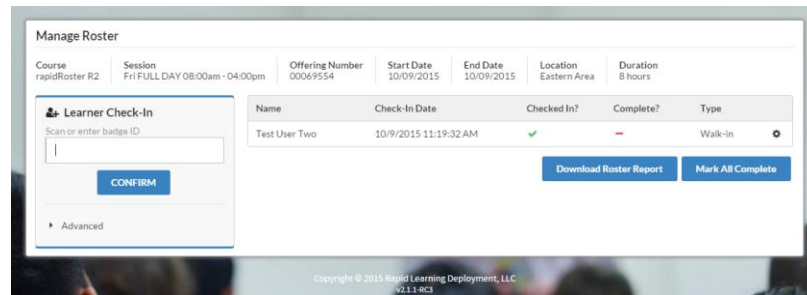 Manage Roster
Course Session Offering Number Start Date End Date Location Duration
rapidRoster R2 Fri FULL DAY 08:00am - 04:00pm 00069554 10/09/2015 10/09/2015 Eastern Area 8 hours
Learner Check-In
Scan or enter badge ID
CONFIRM
Advanced
Name Check-In Date Checked In? Complete? Type
Test User Two 10/9/2015 11:19:32 AM Walk-in
Download Roster Report Mark All Complete
Copyright © 2015 Rapid Learning Deployment, LLC
v2.1.1-RC3